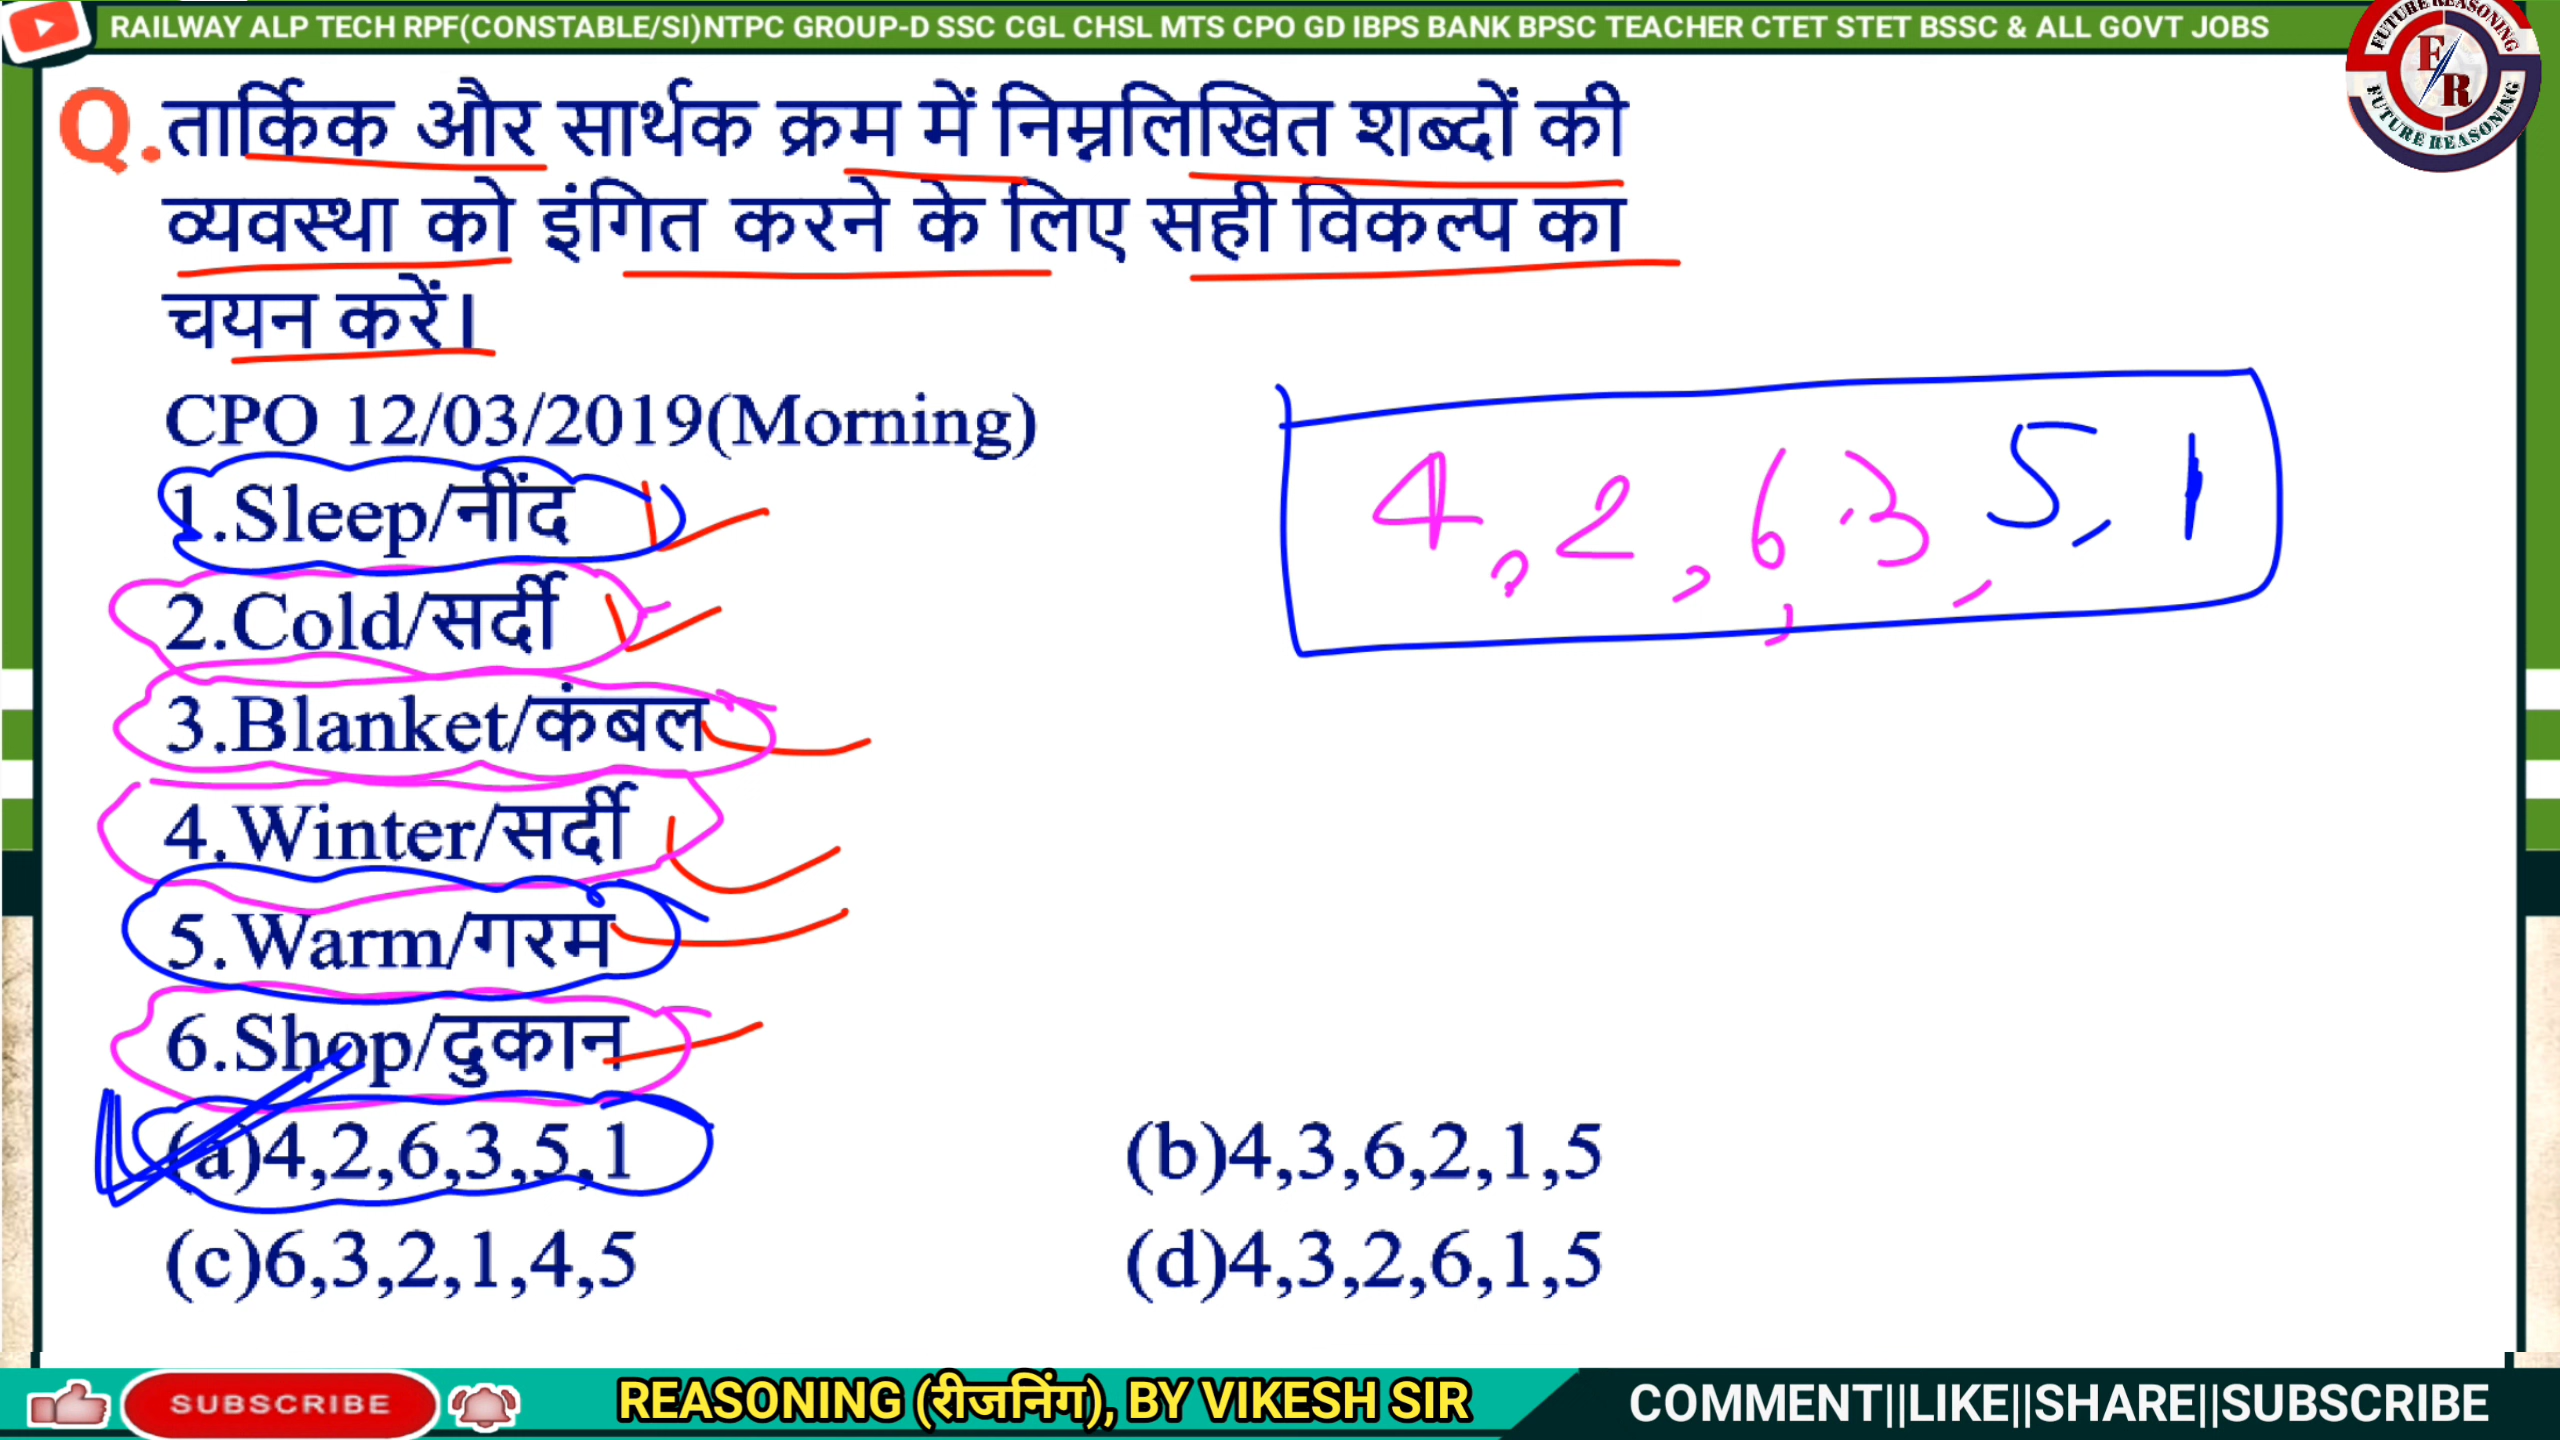 RAILWAY ALP TECH RPF(CONSTABLE/SI)NTPC GROUP-D SSC CGL CHSL MTS CPO GD IBPS BANK BPSC TEACHER CTET STET BSSC & ALL GOVT JOBS
FUTURE REASONING
E R
FUTURE REASONING
Q.तार्किक और सार्थक क्रम में निम्नलिखित शब्दों की
व्यवस्था को इंगित करने के लिए सही विकल्प का
चयन करें।
CPO 12/03/2019(Morning)
4, 2, 6, 3, 5, 1
1.Sleep/नींद
2.Cold/सर्दी
3.Blanket/कंबल
4.Winter/सर्दी
5.Warm/गरम
6.Shop/दुकान
(a)4,2,6,3,5,1 (b)4,3,6,2,1,5
(c)6,3,2,1,4,5 (d)4,3,2,6,1,5
SUBSCRIBE REASONING (रीजनिंग), BY VIKESH SIR COMMENT||LIKE||SHARE||SUBSCRIBE